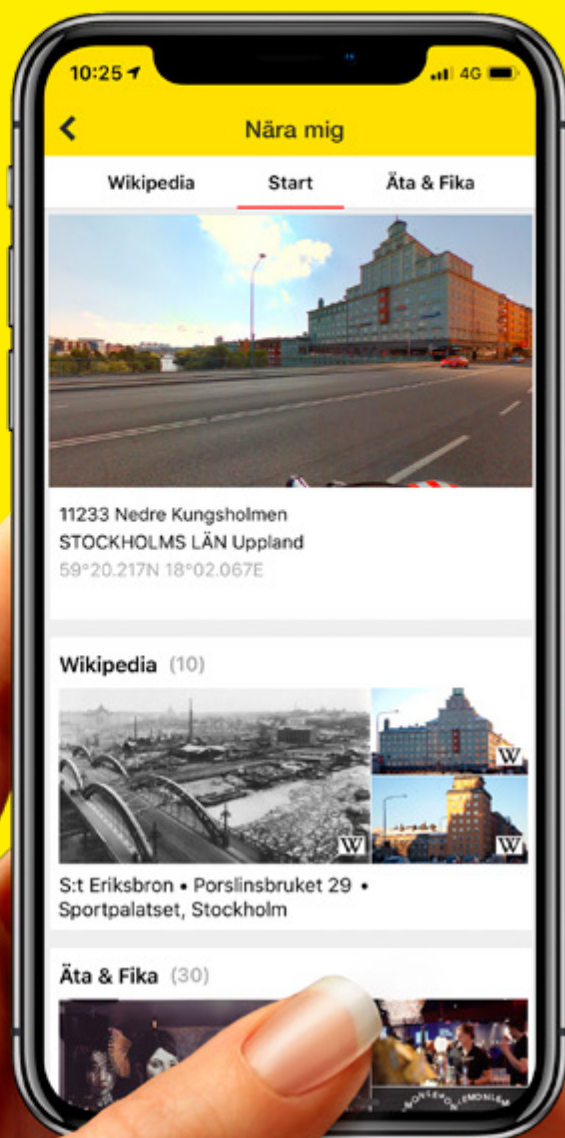 10:25
4G
Nära mig
Wikipedia Start Äta & Fika
11233 Nedre Kungsholmen
STOCKHOLMS LÄN Uppland
59°20.217N 18°02.067E
Wikipedia (10)
W
W
W
S:t Eriksbron • Porslinsbruket 29 •
Sportpalatset, Stockholm
Äta & Fika (30)